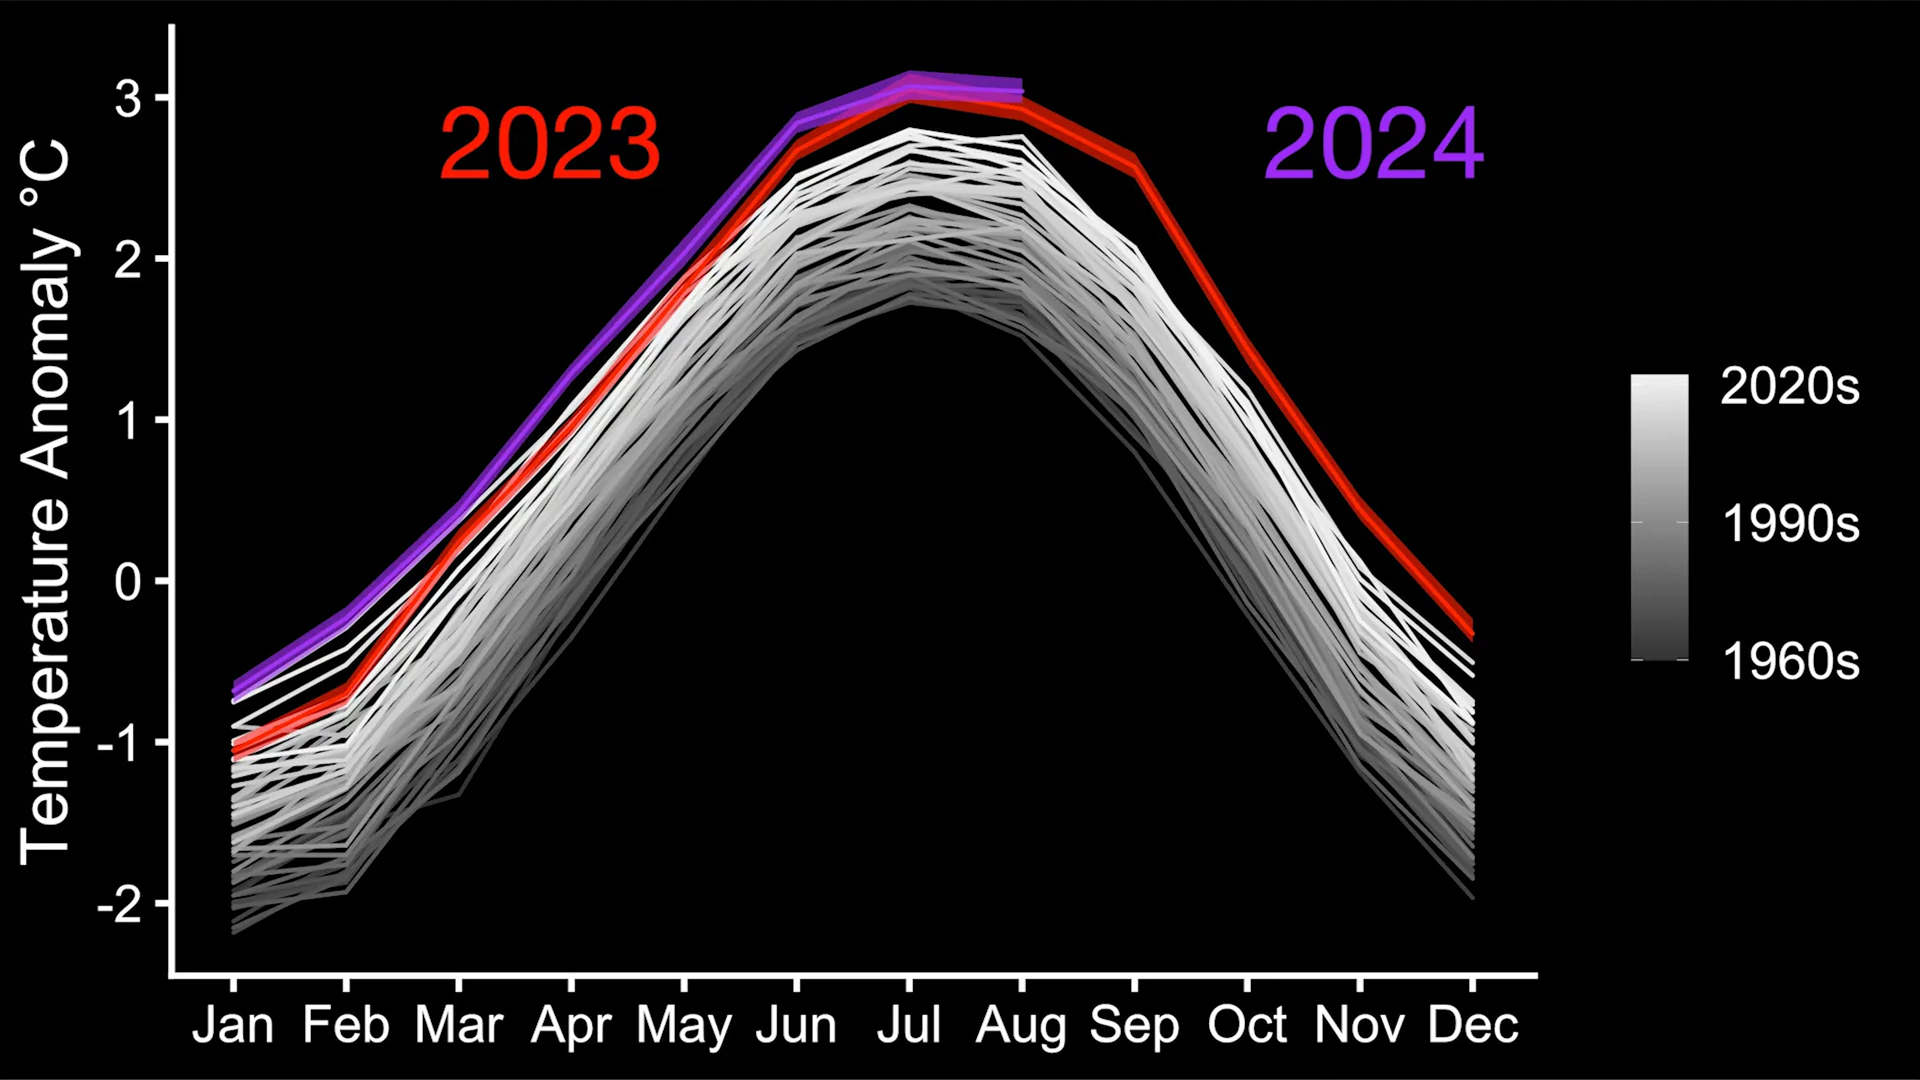 Temperature Anomaly °C
3
2
1
0
-1
-2
2023
2024
2020s
1990s
1960s
Jan Feb Mar Apr May Jun Jul Aug Sep Oct Nov Dec